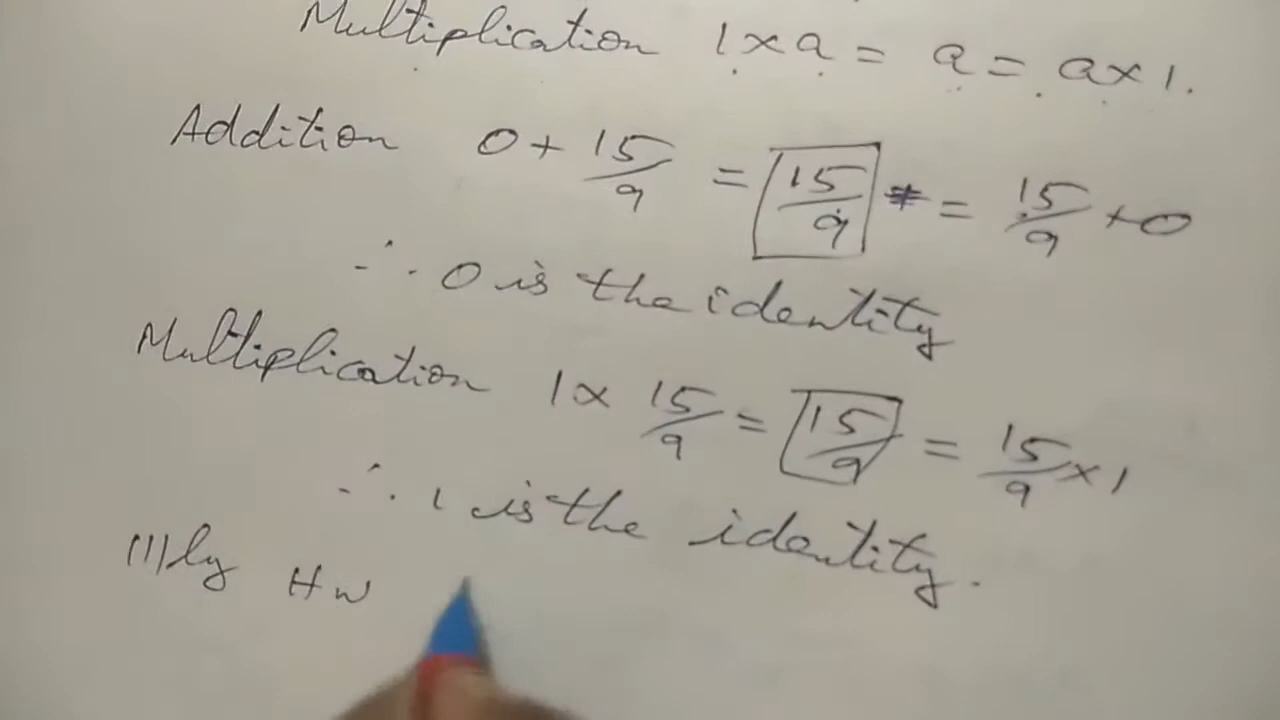 Multiplication 1 × a = a = a × 1.
Addition 0 + 15/9 = 15/9 * = 15/9 + 0
∴ 0 is the identity
Multiplication 1 × 15/9 = 15/9 = 15/9 × 1
∴ 1 is the identity.
|||ly Hw